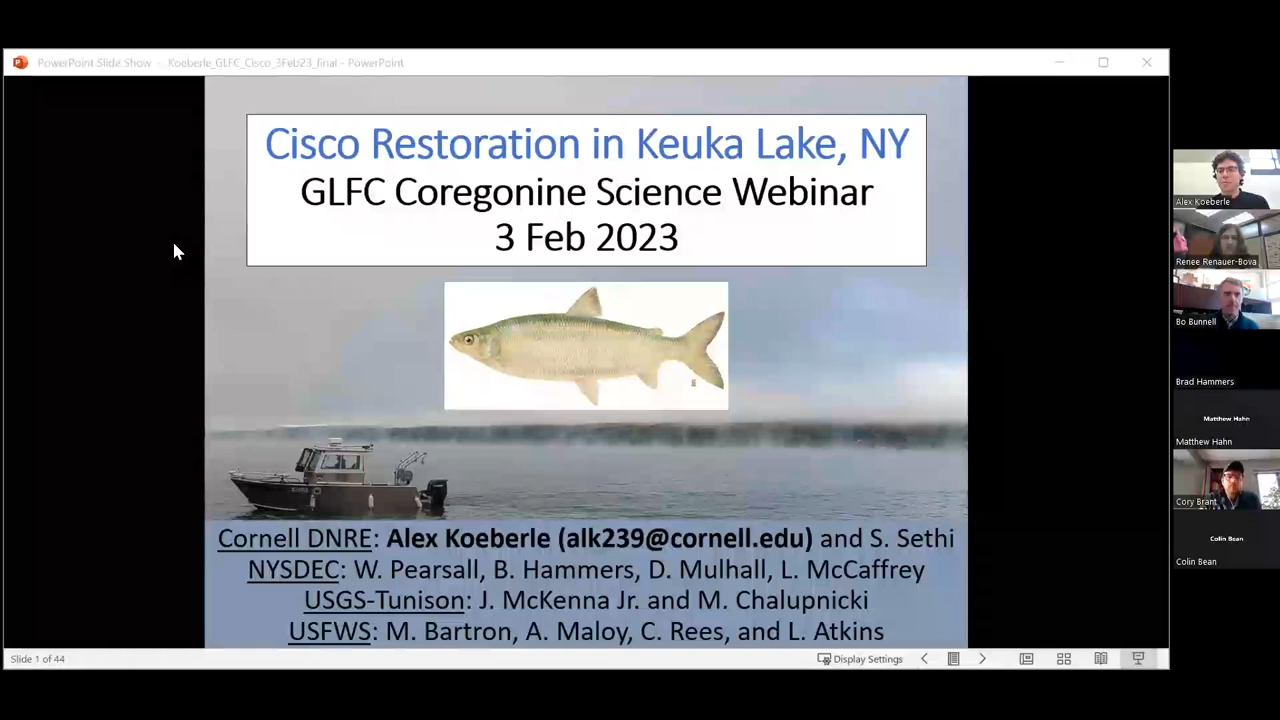 PowerPoint Slide Show - Koeberle_GLFC_Cisco_3Feb23_final - PowerPoint
Cisco Restoration in Keuka Lake, NY
GLFC Coregonine Science Webinar
3 Feb 2023
Cornell DNRE: Alex Koeberle (alk239@cornell.edu) and S. Sethi
NYSDEC: W. Pearsall, B. Hammers, D. Mulhall, L. McCaffrey
USGS-Tunison: J. McKenna Jr. and M. Chalupnicki
USFWS: M. Bartron, A. Maloy, C. Rees, and L. Atkins
Slide 1 of 44
Display Settings
Alex Koeberle
Renee Renauer-Bova
Bo Bunnell
Brad Hammers
Matthew Hahn
Matthew Hahn
Cory Brant
Colin Bean
Colin Bean